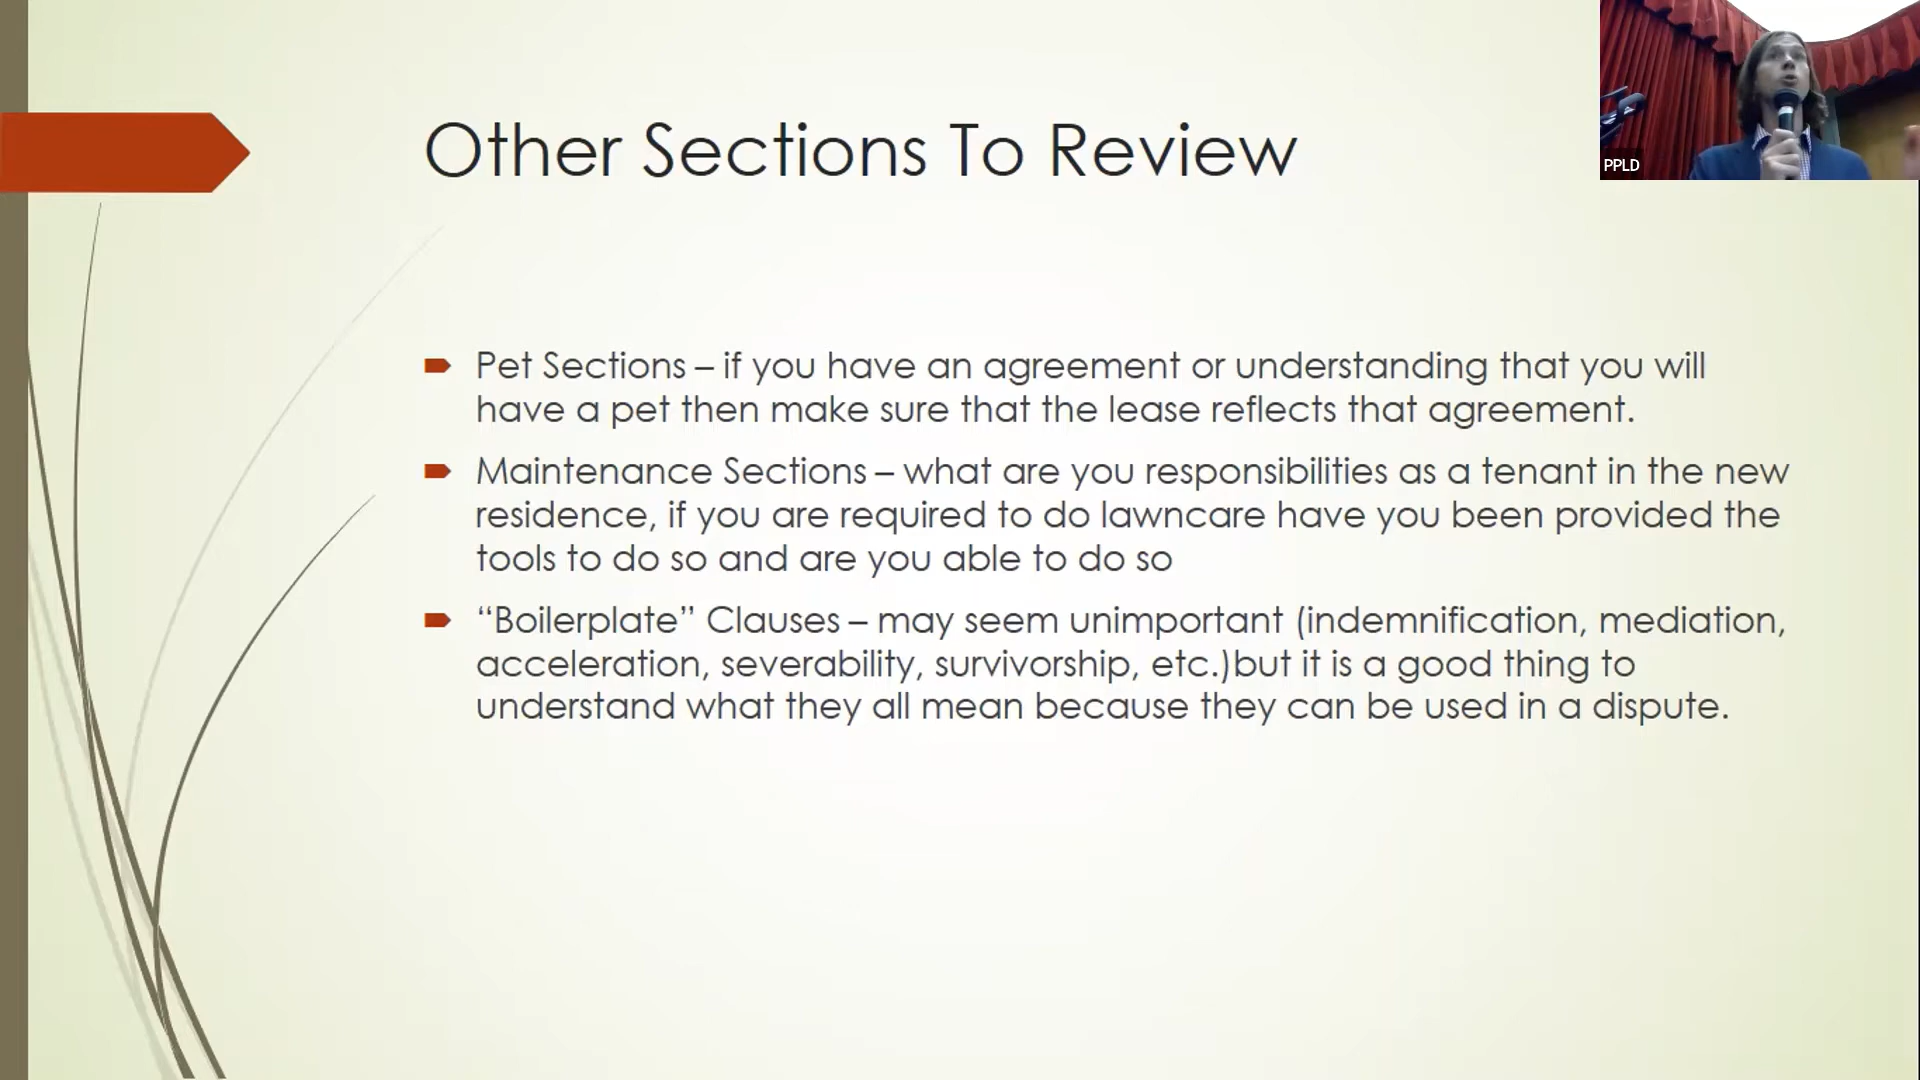 Other Sections To Review
PPLD
Pet Sections – if you have an agreement or understanding that you will
have a pet then make sure that the lease reflects that agreement.
Maintenance Sections – what are you responsibilities as a tenant in the new
residence, if you are required to do lawncare have you been provided the
tools to do so and are you able to do so
“Boilerplate” Clauses – may seem unimportant (indemnification, mediation,
acceleration, severability, survivorship, etc.)but it is a good thing to
understand what they all mean because they can be used in a dispute.